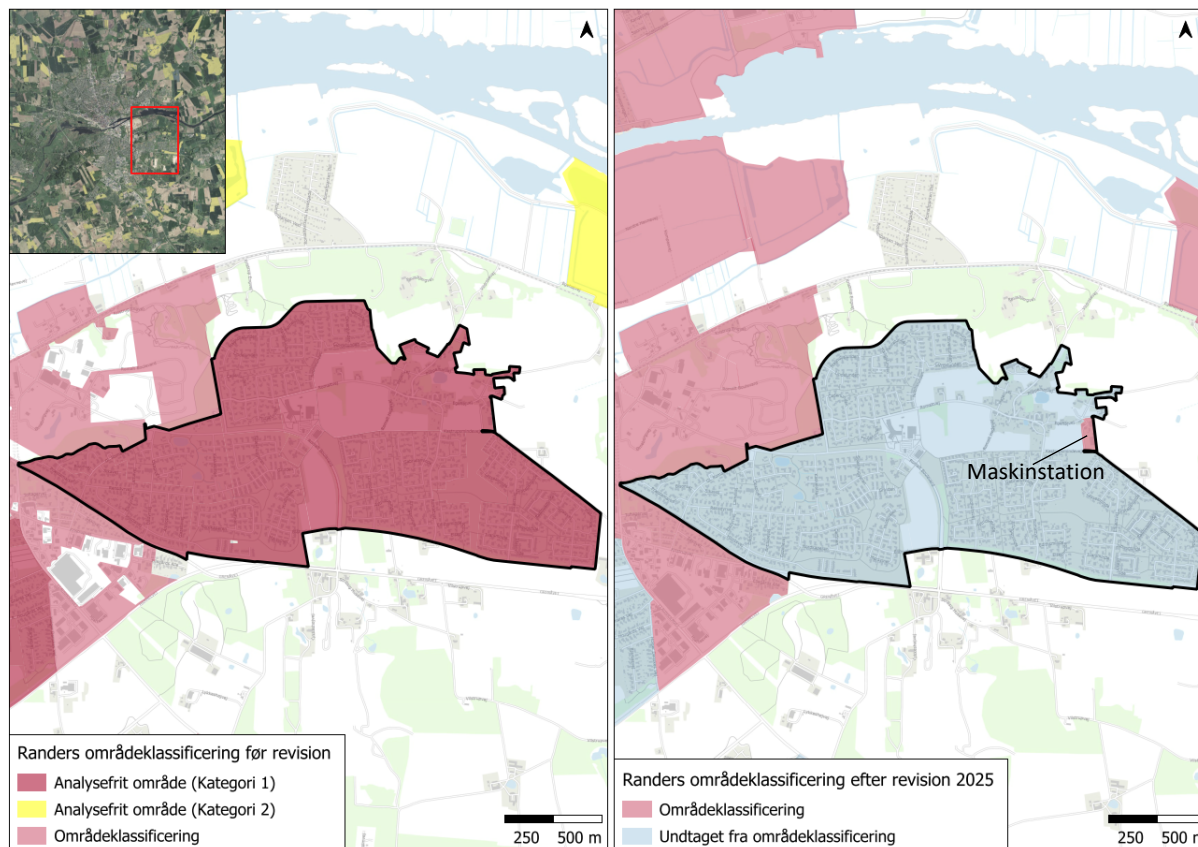 Randers områdeklassificering før revision
Analysefrit område (Kategori 1)
Analysefrit område (Kategori 2)
Områdeklassificering
250 500 m
Maskinstation
Randers områdeklassificering efter revision 2025
Områdeklassificering
Undtaget fra områdeklassificering
250 500 m